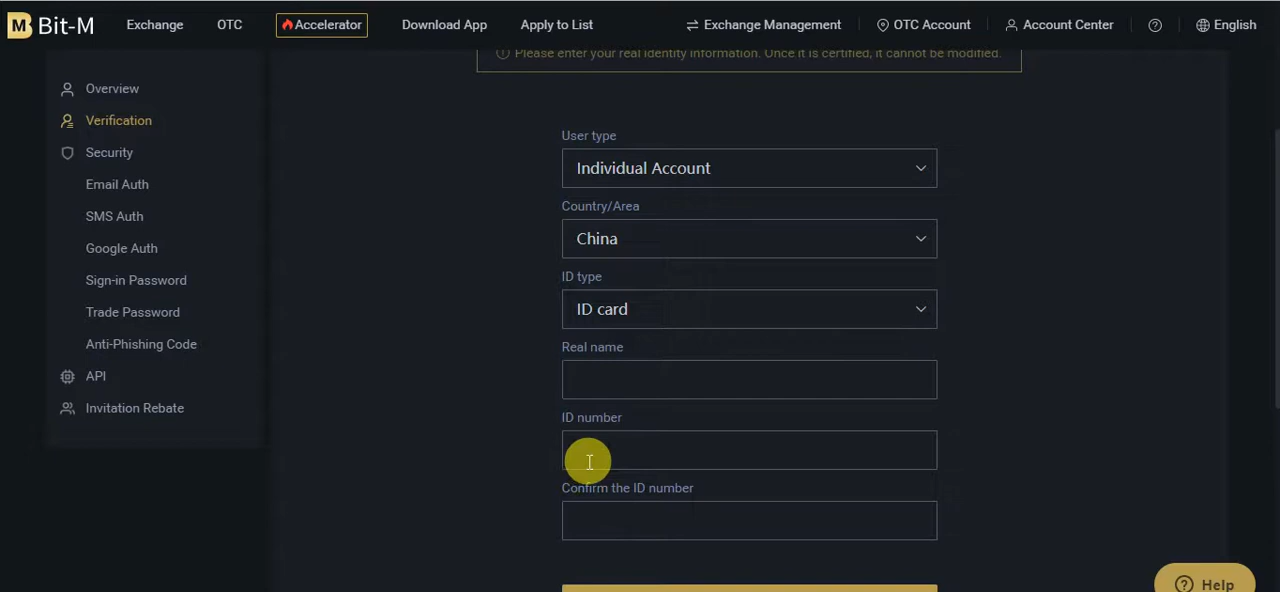 Bit-M Exchange OTC Accelerator Download App Apply to List Exchange Management OTC Account Account Center English
Please enter your real identity information. Once it is certified, it cannot be modified.
Overview
Verification
Security
Email Auth
SMS Auth
Google Auth
Sign-in Password
Trade Password
Anti-Phishing Code
API
Invitation Rebate
User type
Individual Account
Country/Area
China
ID type
ID card
Real name
ID number
Confirm the ID number
Help